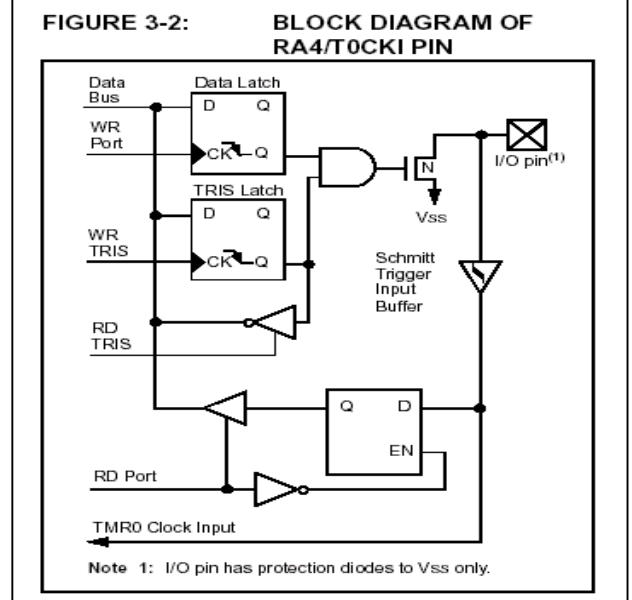 FIGURE 3-2: BLOCK DIAGRAM OF
RA4/T0CKI PIN
Data
Bus
Data Latch
D Q
WR
Port
CK Q
I/O pin(1)
N
TRIS Latch
Vss
D Q
WR
TRIS
CK Q
Schmitt
Trigger
Input
Buffer
RD
TRIS
Q D
EN
RD Port
TMR0 Clock Input
Note 1: I/O pin has protection diodes to Vss only.